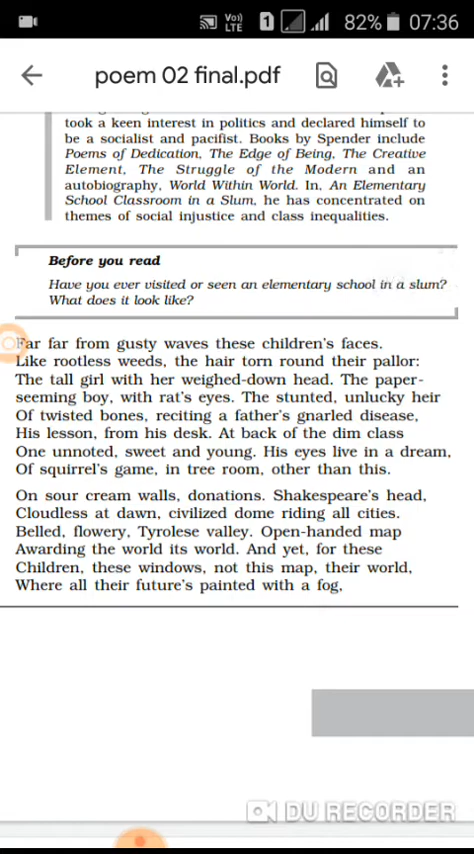 Vo))
LTE
1
82%
07:36
poem 02 final.pdf
took a keen interest in politics and declared himself to
be a socialist and pacifist. Books by Spender include
Poems of Dedication, The Edge of Being, The Creative
Element, The Struggle of the Modern and an
autobiography, World Within World. In, An Elementary
School Classroom in a Slum, he has concentrated on
themes of social injustice and class inequalities.
Before you read
Have you ever visited or seen an elementary school in a slum?
What does it look like?
Far far from gusty waves these children's faces.
Like rootless weeds, the hair torn round their pallor:
The tall girl with her weighed-down head. The paper-
seeming boy, with rat's eyes. The stunted, unlucky heir
Of twisted bones, reciting a father's gnarled disease,
His lesson, from his desk. At back of the dim class
One unnoted, sweet and young. His eyes live in a dream,
Of squirrel's game, in tree room, other than this.
On sour cream walls, donations. Shakespeare's head,
Cloudless at dawn, civilized dome riding all cities.
Belled, flowery, Tyrolese valley. Open-handed map
Awarding the world its world. And yet, for these
Children, these windows, not this map, their world,
Where all their future's painted with a fog,
DU RECORDER